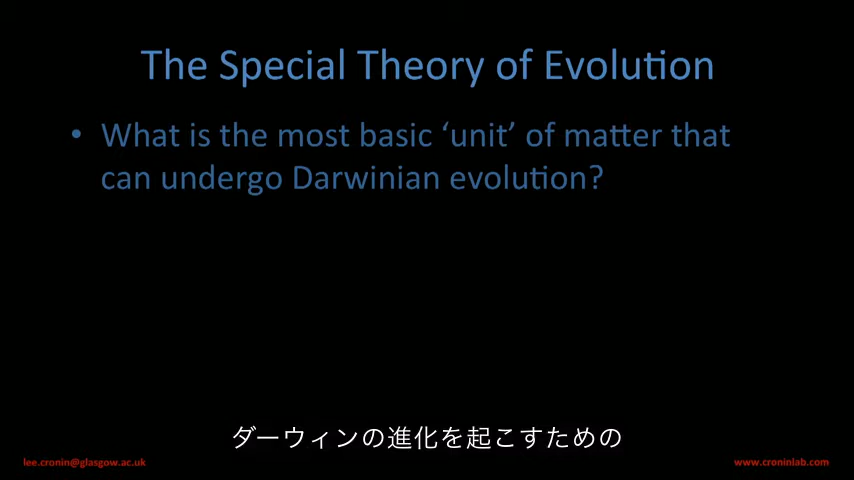 The Special Theory of Evolution
• What is the most basic ‘unit’ of matter that
can undergo Darwinian evolution?
ダーウィンの進化を起こすための
lee.cronin@glasgow.ac.uk
www.croninlab.com